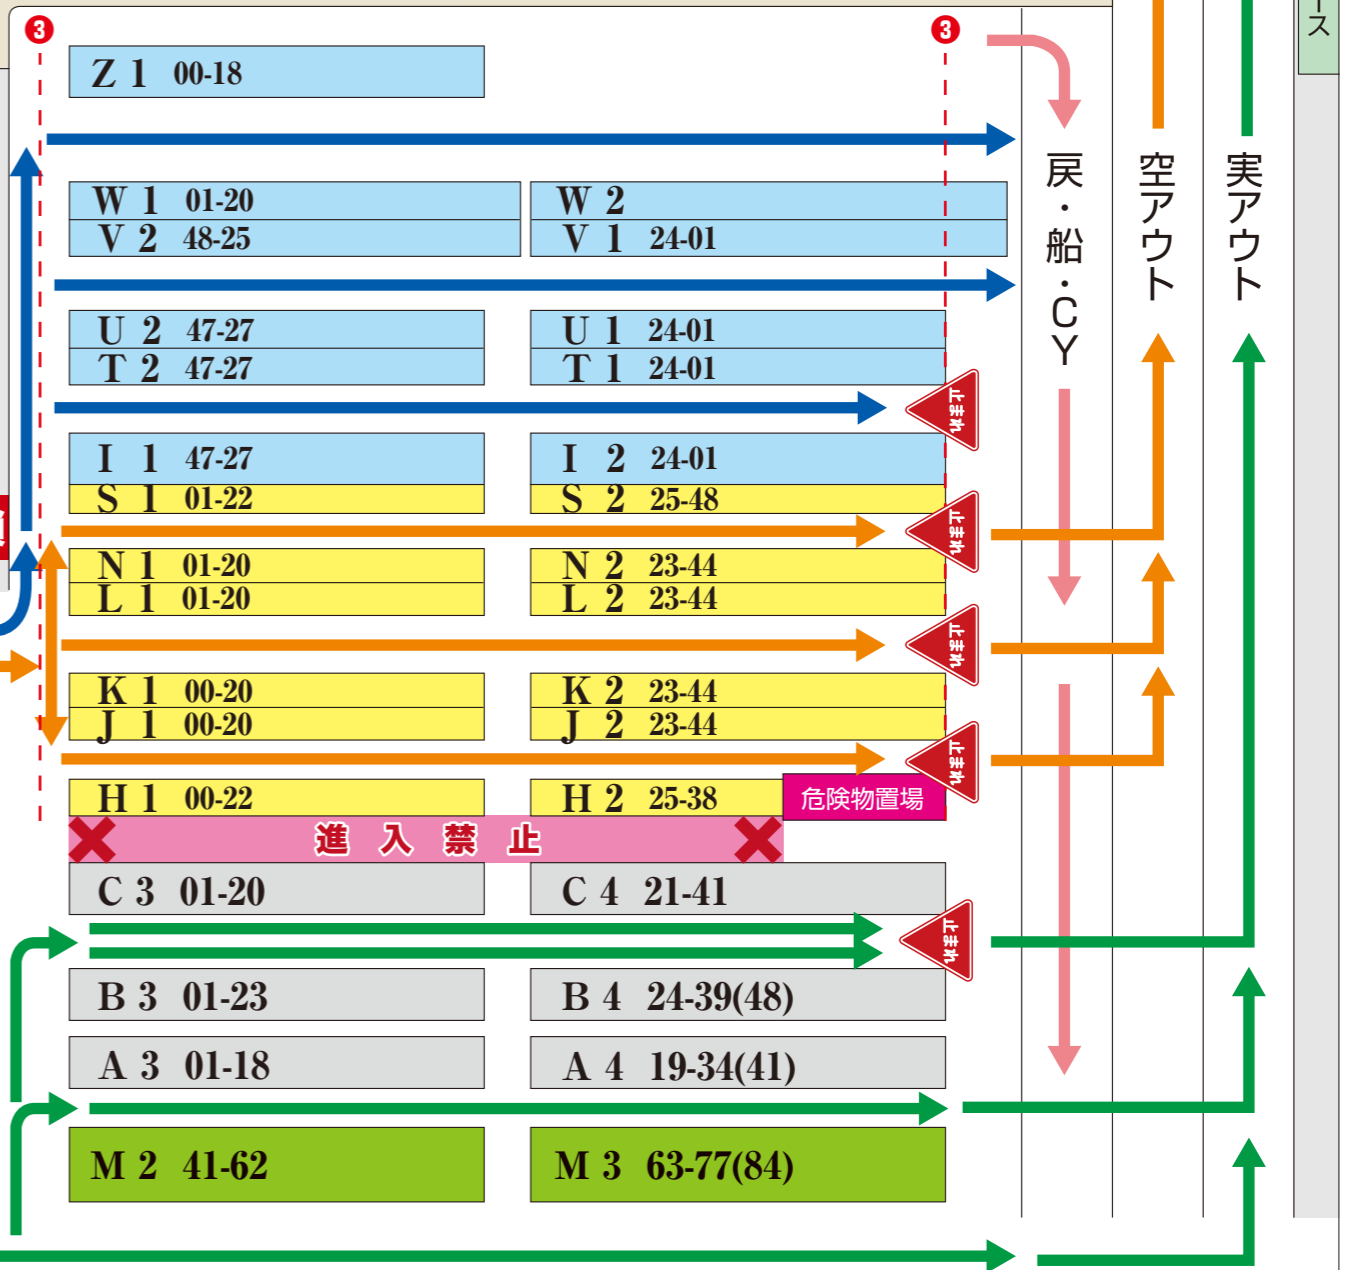 ース
3
3
Z 1 00-18
W 1 01-20
W 2
V 2 48-25
V 1 24-01
戻・船・CY
空アウト
実アウト
U 2 47-27
U 1 24-01
T 2 47-27
T 1 24-01
止まれ
I 1 47-27
I 2 24-01
S 1 01-22
S 2 25-48
止まれ
N 1 01-20
N 2 23-44
L 1 01-20
L 2 23-44
止まれ
K 1 00-20
K 2 23-44
J 1 00-20
J 2 23-44
止まれ
H 1 00-22
H 2 25-38
危険物置場
進入禁止
C 3 01-20
C 4 21-41
止まれ
B 3 01-23
B 4 24-39(48)
A 3 01-18
A 4 19-34(41)
M 2 41-62
M 3 63-77(84)